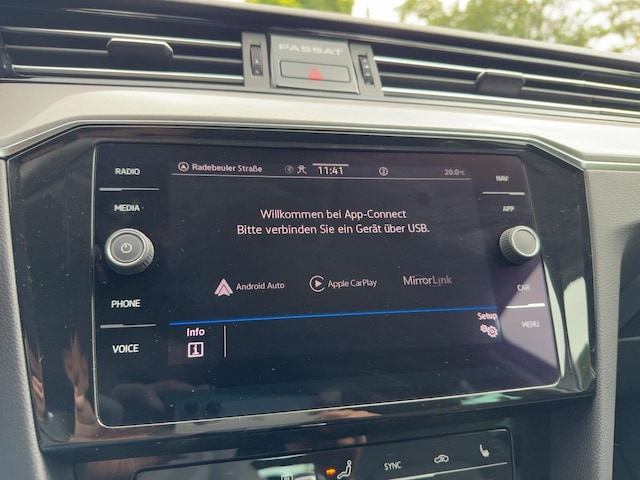 PASSAT
RADIO
MEDIA
PHONE
VOICE
Radebeuler Straße 11:41 20.0°C
Willkommen bei App-Connect
Bitte verbinden Sie ein Gerät über USB.
Android Auto Apple CarPlay MirrorLink
Info Setup
NAV
APP
CAR
MENU
SYNC